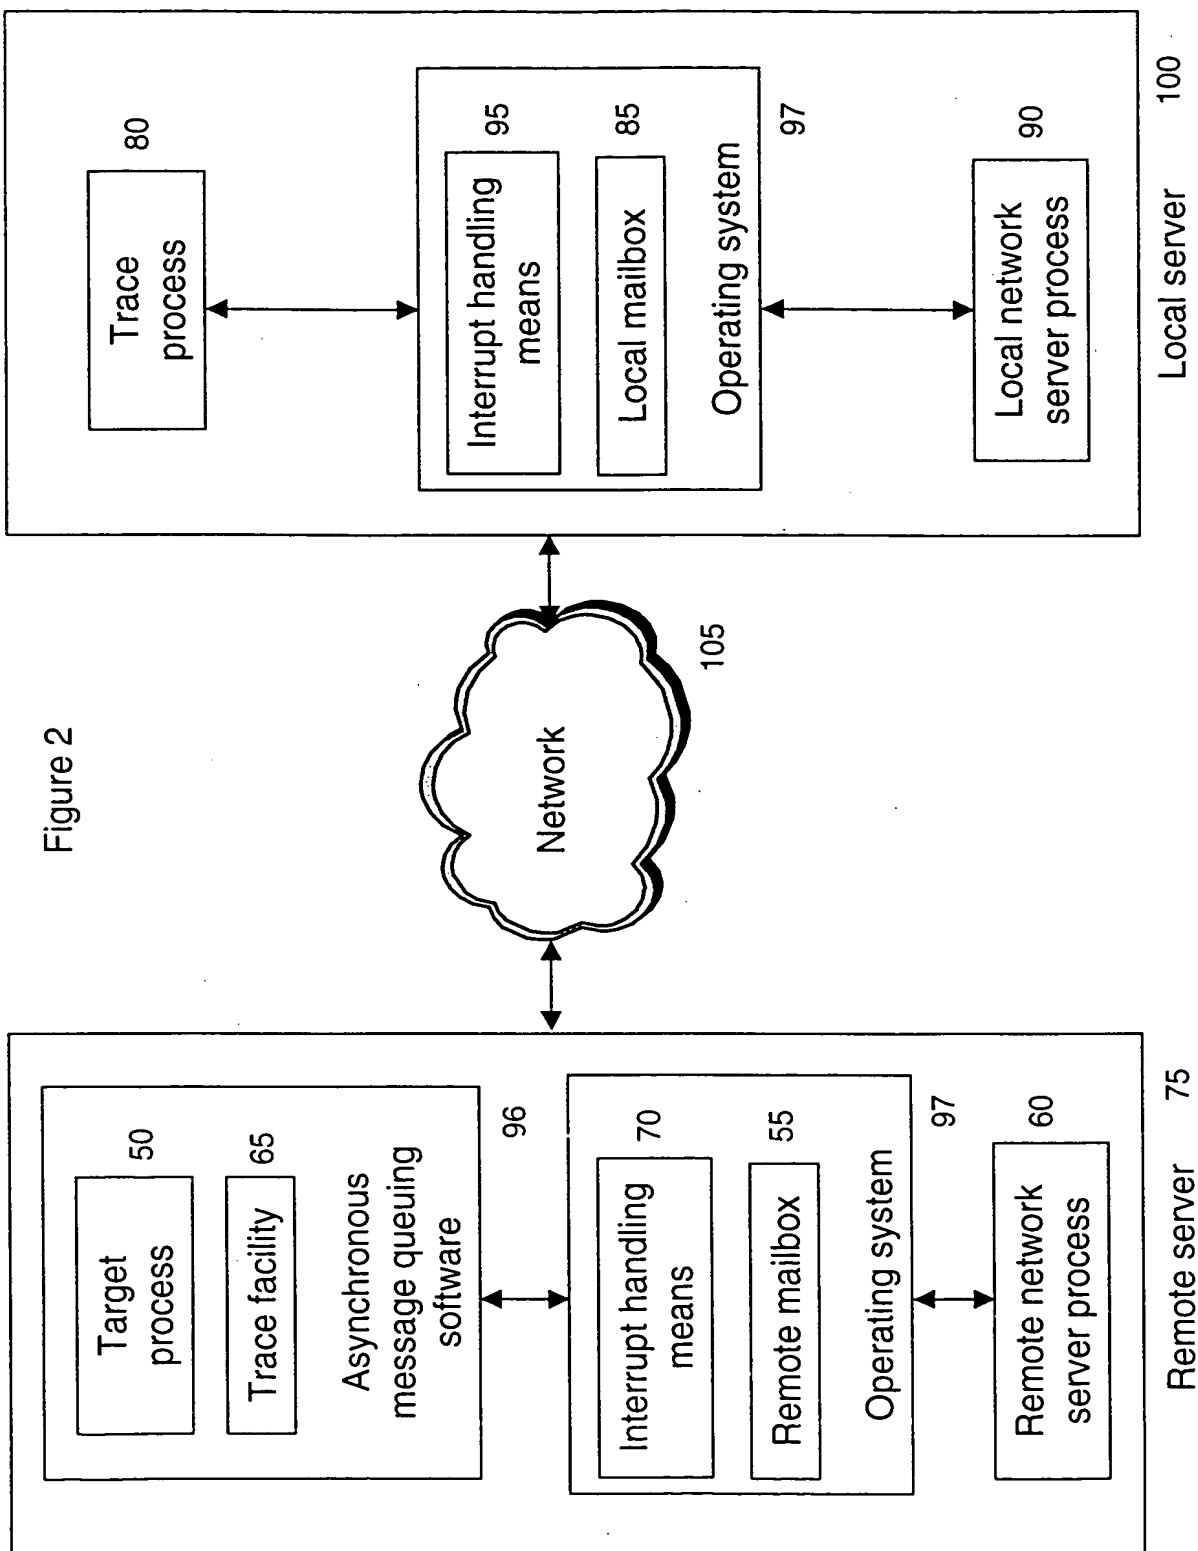 Figure 2
Target
process
50
Trace facility
65
Asynchronous
message queuing
software
96
Interrupt handling
means
70
Remote mailbox
55
Operating system
97
Remote network
server process
60
Remote server
75
Network
105
Trace
process
80
Interrupt handling
means
95
Local mailbox
85
Operating system
97
Local network
server process
90
Local server
100